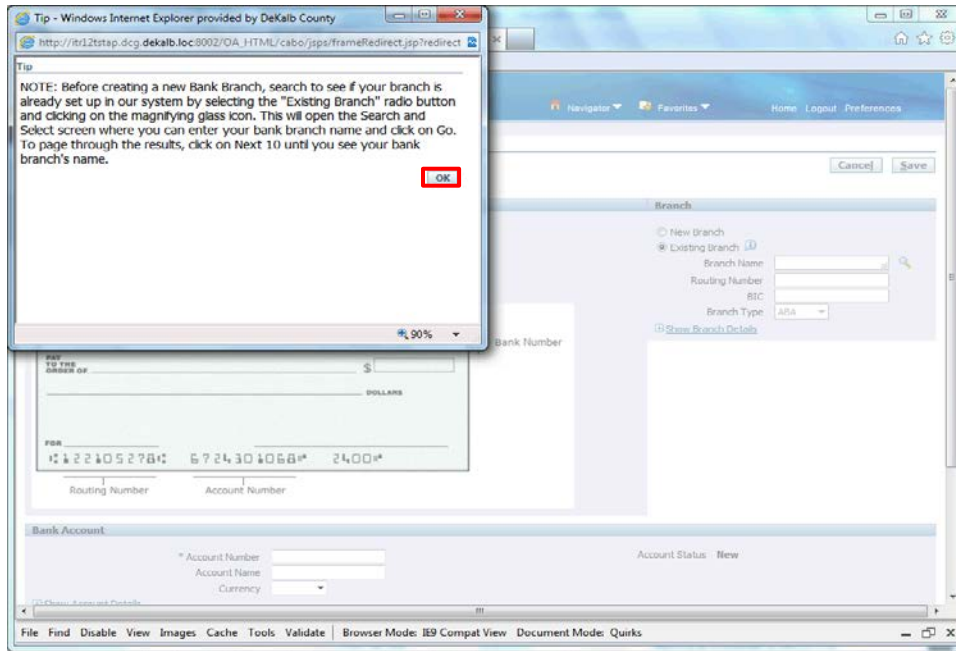 Tip - Windows Internet Explorer provided by DeKalb County
http://itr12tstap.dcg.dekalb.loc:8002/OA_HTML/cabo/jsps/frameRedirect.jsp?redirect
Tip
NOTE: Before creating a new Bank Branch, search to see if your branch is
already set up in our system by selecting the "Existing Branch" radio button
and clicking on the magnifying glass icon. This will open the Search and
Select screen where you can enter your bank branch name and click on Go.
To page through the results, click on Next 10 until you see your bank
branch's name.
OK
90%
Navigator Favorites Home Logout Preferences
Cancel Save
Branch
New Branch
Existing Branch
Branch Name
Routing Number
BIC
Branch Type ABA
Show Branch Details
Bank Number
PAY
TO THE
ORDER OF $
DOLLARS
FOR
⑆122105278⑆ 6724301068⑈ 2400⑈
Routing Number Account Number
Bank Account
* Account Number
Account Name
Currency
Account Status New
Show Account Details
File Find Disable View Images Cache Tools Validate Browser Mode: IE9 Compat View Document Mode: Quirks